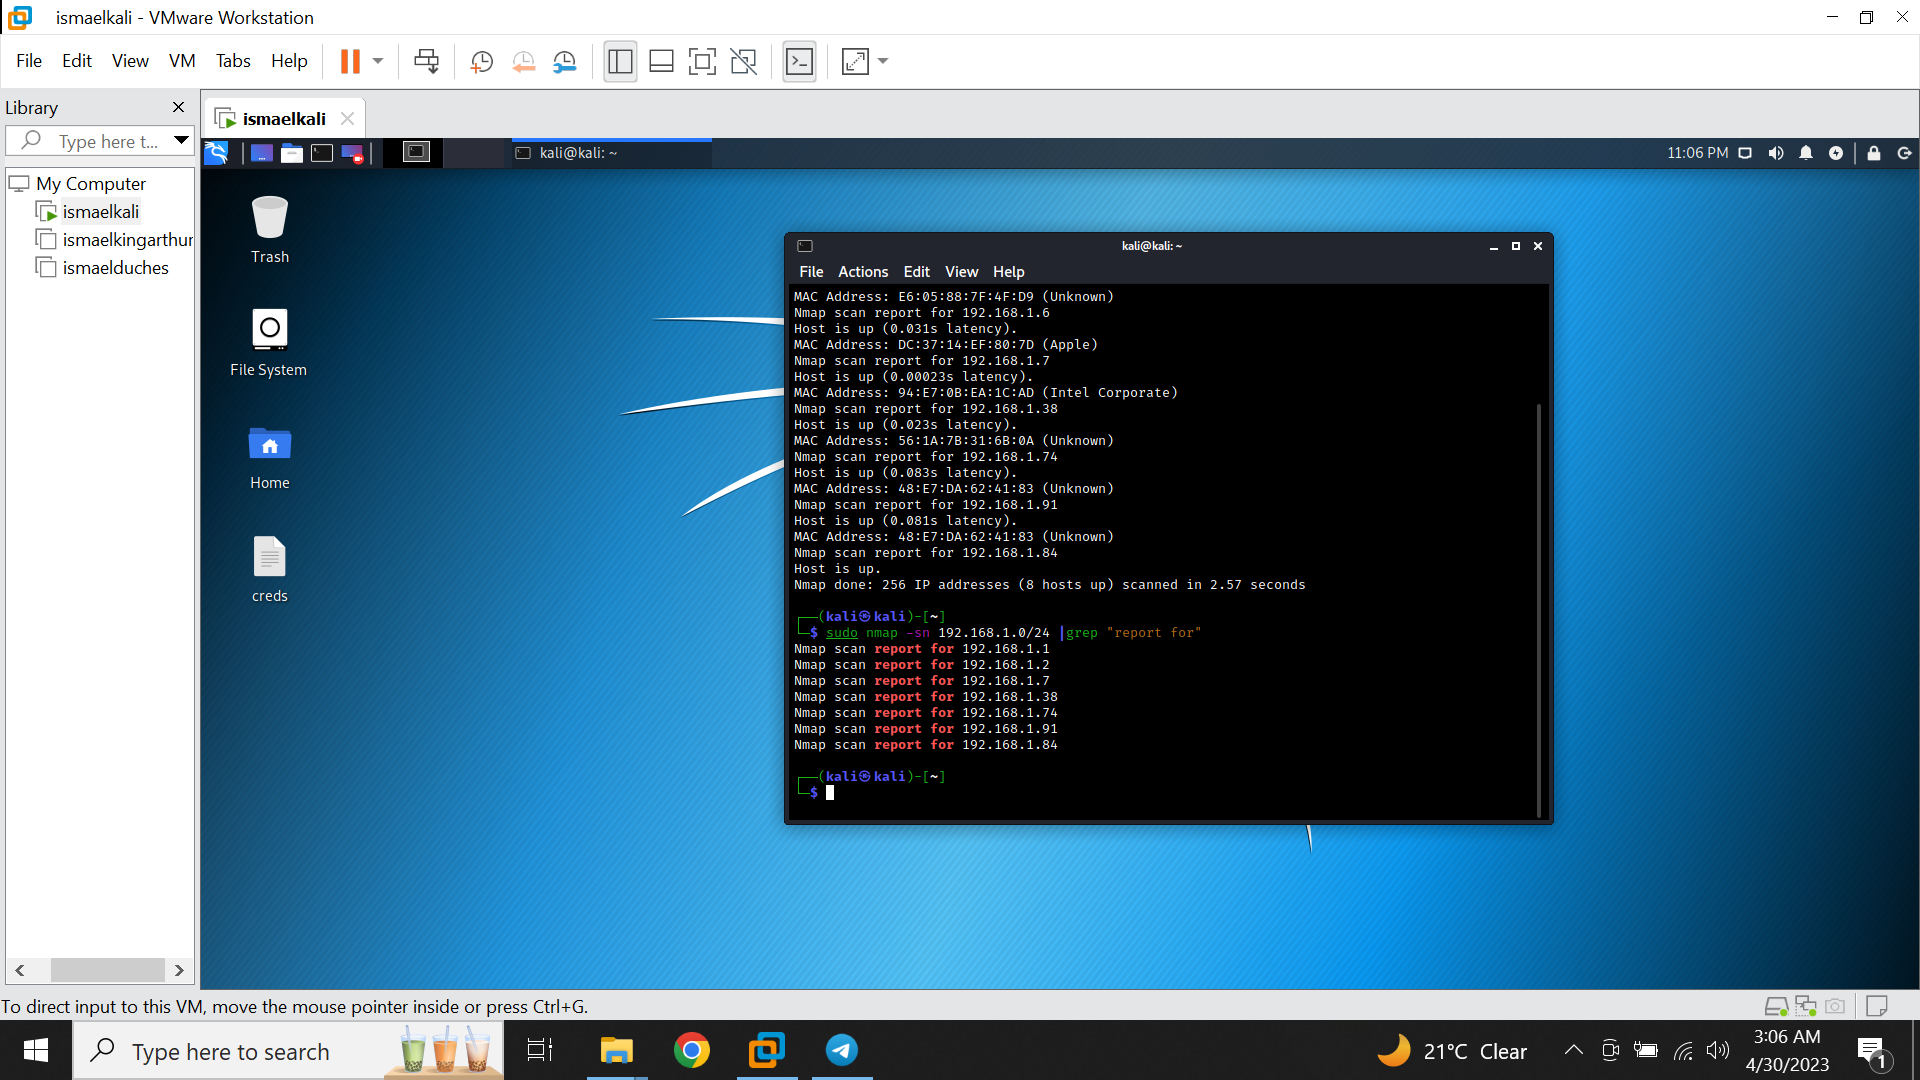 ismaelkali - VMware Workstation
File Edit View VM Tabs Help
Library
Type here t...
My Computer
ismaelkali
ismaelkingarthur
ismaelduches
ismaelkali
kali@kali: ~
11:06 PM
Trash
File System
Home
creds
kali@kali: ~
File Actions Edit View Help
MAC Address: E6:05:88:7F:4F:D9 (Unknown)
Nmap scan report for 192.168.1.6
Host is up (0.031s latency).
MAC Address: DC:37:14:EF:80:7D (Apple)
Nmap scan report for 192.168.1.7
Host is up (0.00023s latency).
MAC Address: 94:E7:0B:EA:1C:AD (Intel Corporate)
Nmap scan report for 192.168.1.38
Host is up (0.023s latency).
MAC Address: 56:1A:7B:31:6B:0A (Unknown)
Nmap scan report for 192.168.1.74
Host is up (0.083s latency).
MAC Address: 48:E7:DA:62:41:83 (Unknown)
Nmap scan report for 192.168.1.91
Host is up (0.081s latency).
MAC Address: 48:E7:DA:62:41:83 (Unknown)
Nmap scan report for 192.168.1.84
Host is up.
Nmap done: 256 IP addresses (8 hosts up) scanned in 2.57 seconds
┌──(kali㉿kali)-[~]
└─$ sudo nmap -sn 192.168.1.0/24 |grep "report for"
Nmap scan report for 192.168.1.1
Nmap scan report for 192.168.1.2
Nmap scan report for 192.168.1.7
Nmap scan report for 192.168.1.38
Nmap scan report for 192.168.1.74
Nmap scan report for 192.168.1.91
Nmap scan report for 192.168.1.84
┌──(kali㉿kali)-[~]
└─$
To direct input to this VM, move the mouse pointer inside or press Ctrl+G.
Type here to search
21°C Clear
3:06 AM
4/30/2023
1